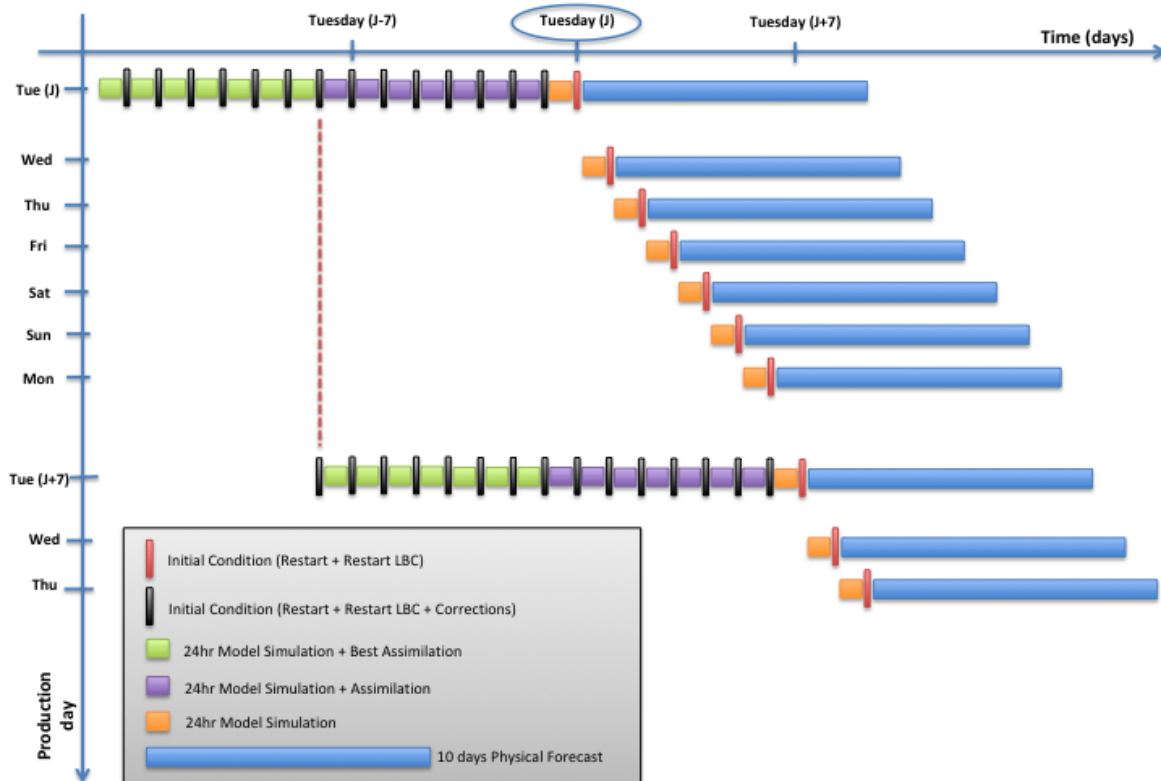 Tuesday (J-7)
Tuesday (J)
Tuesday (J+7)
Time (days)
Tue (J)
Wed
Thu
Fri
Sat
Sun
Mon
Tue (J+7)
Wed
Thu
Production
day
Initial Condition (Restart + Restart LBC)
Initial Condition (Restart + Restart LBC + Corrections)
24hr Model Simulation + Best Assimilation
24hr Model Simulation + Assimilation
24hr Model Simulation
10 days Physical Forecast